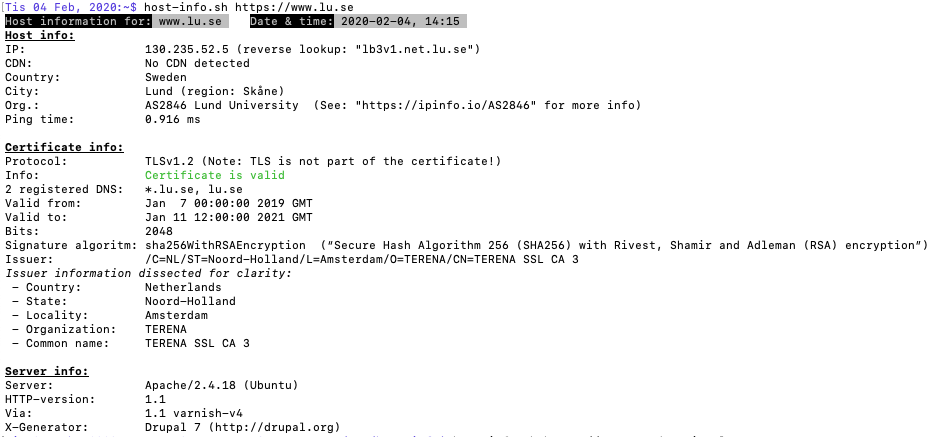 [Tis 04 Feb, 2020:~$ host-info.sh https://www.lu.se
Host information for: www.lu.se Date & time: 2020-02-04, 14:15
Host info:
IP: 130.235.52.5 (reverse lookup: "lb3v1.net.lu.se")
CDN: No CDN detected
Country: Sweden
City: Lund (region: Skåne)
Org.: AS2846 Lund University (See: "https://ipinfo.io/AS2846" for more info)
Ping time: 0.916 ms
Certificate info:
Protocol: TLSv1.2 (Note: TLS is not part of the certificate!)
Info: Certificate is valid
2 registered DNS: *.lu.se, lu.se
Valid from: Jan 7 00:00:00 2019 GMT
Valid to: Jan 11 12:00:00 2021 GMT
Bits: 2048
Signature algoritm: sha256WithRSAEncryption (“Secure Hash Algorithm 256 (SHA256) with Rivest, Shamir and Adleman (RSA) encryption”)
Issuer: /C=NL/ST=Noord-Holland/L=Amsterdam/O=TERENA/CN=TERENA SSL CA 3
Issuer information dissected for clarity:
- Country: Netherlands
- State: Noord-Holland
- Locality: Amsterdam
- Organization: TERENA
- Common name: TERENA SSL CA 3
Server info:
Server: Apache/2.4.18 (Ubuntu)
HTTP-version: 1.1
Via: 1.1 varnish-v4
X-Generator: Drupal 7 (http://drupal.org)